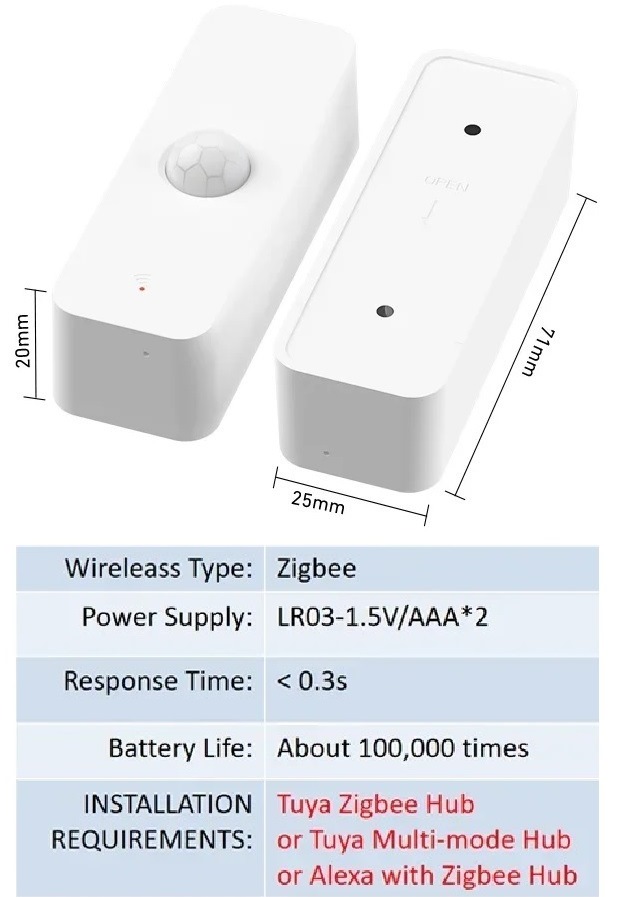 OPEN
20mm
71mm
25mm
Wireleass Type: Zigbee
Power Supply: LR03-1.5V/AAA*2
Response Time: < 0.3s
Battery Life: About 100,000 times
INSTALLATION REQUIREMENTS: Tuya Zigbee Hub
or Tuya Multi-mode Hub
or Alexa with Zigbee Hub